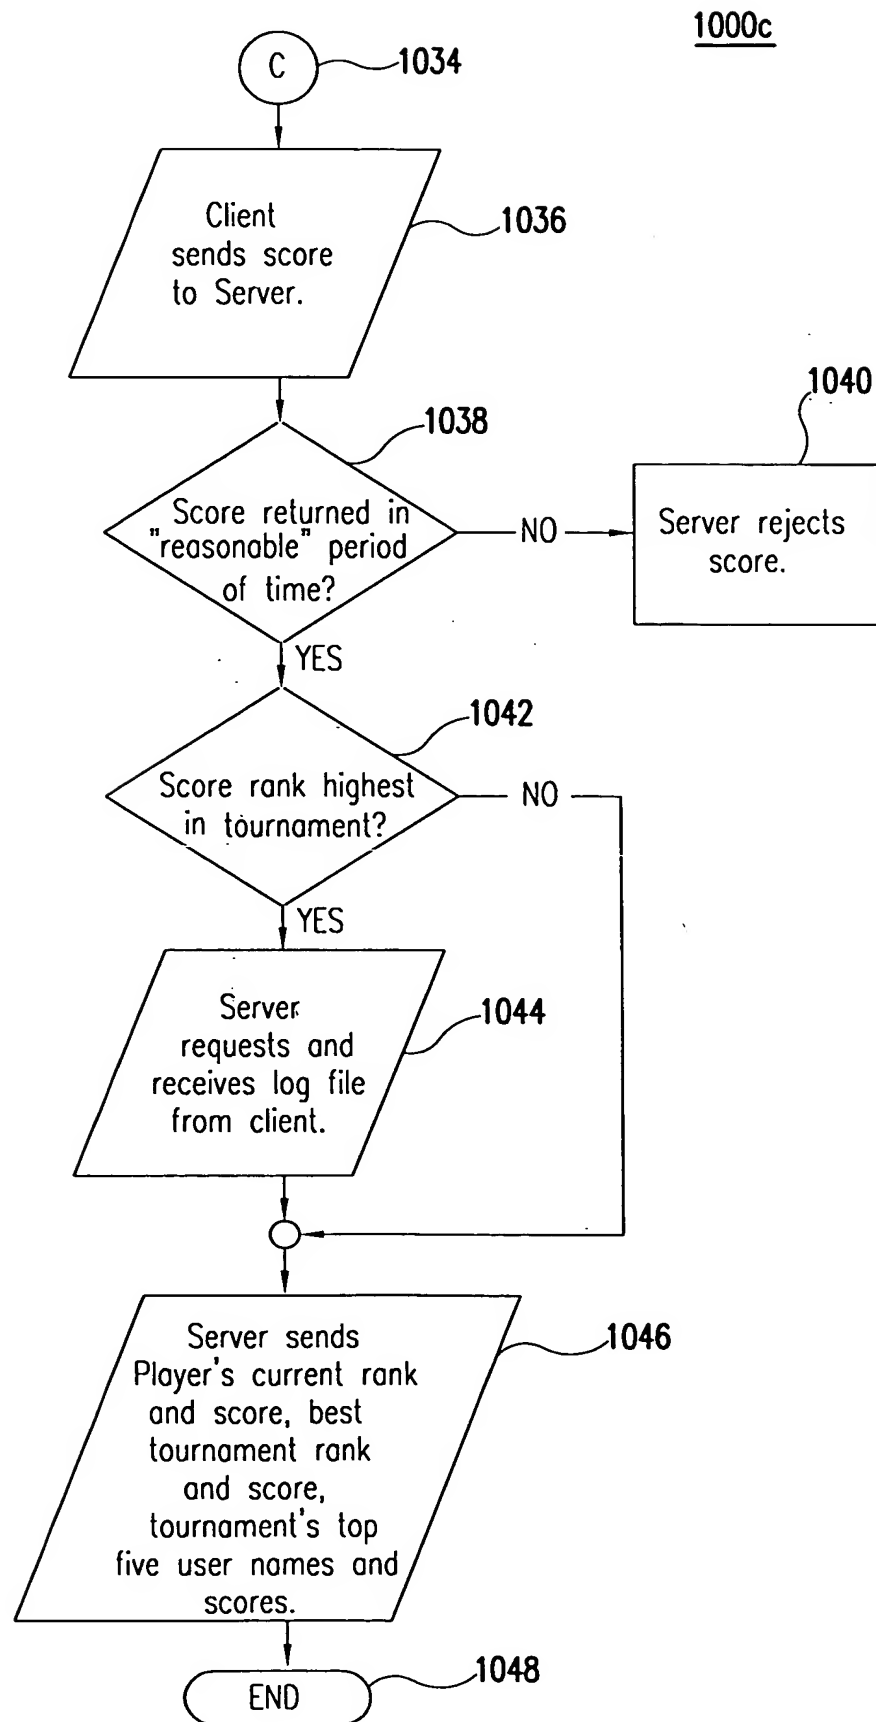 1000c
C
1034
Client
sends score
to Server.
1036
1038
Score returned in
"reasonable" period
of time?
NO
1040
Server rejects
score.
YES
1042
Score rank highest
in tournament?
NO
YES
Server
requests and
receives log file
from client.
1044
Server sends
Player's current rank
and score, best
tournament rank
and score,
tournament's top
five user names and
scores.
1046
END
1048